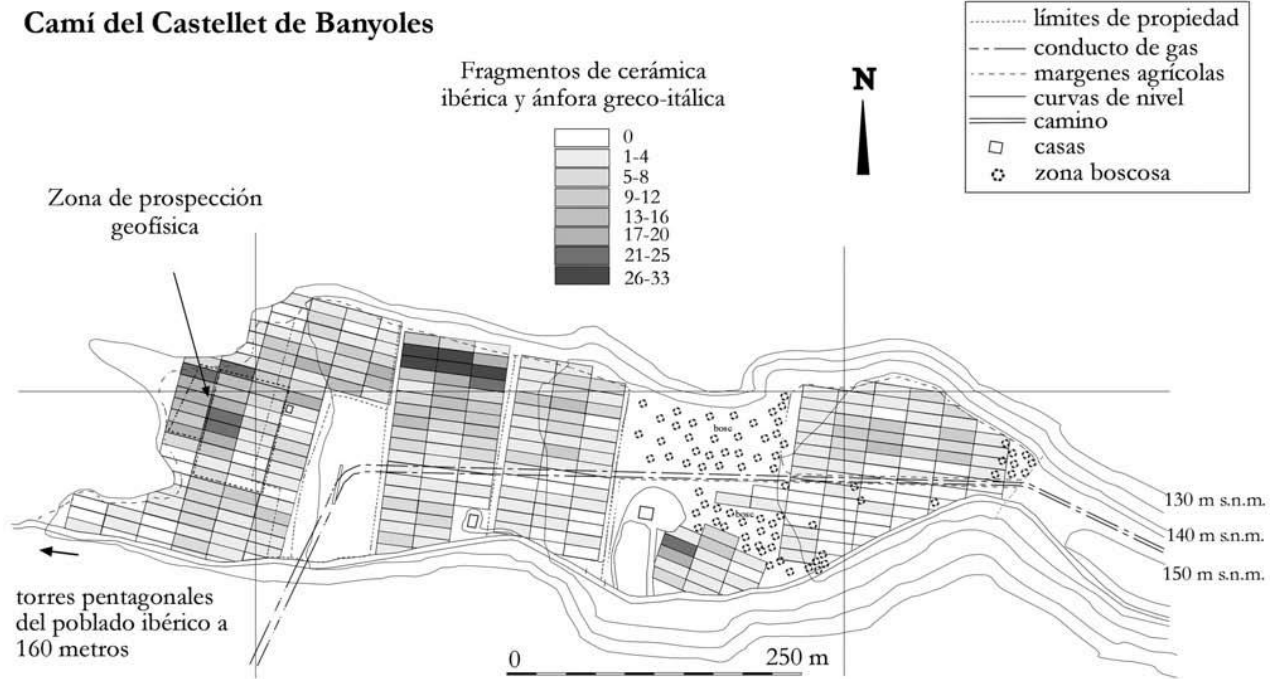 Camí del Castellet de Banyoles
límites de propiedad
conducto de gas
margenes agrícolas
curvas de nivel
camino
casas
zona boscosa
Fragmentos de cerámica
ibérica y ánfora greco-itálica
0
1-4
5-8
9-12
13-16
17-20
21-25
26-33
N
Zona de prospección
geofísica
bosc
bosc
130 m s.n.m.
140 m s.n.m.
150 m s.n.m.
torres pentagonales
del poblado ibérico a
160 metros
0
250 m